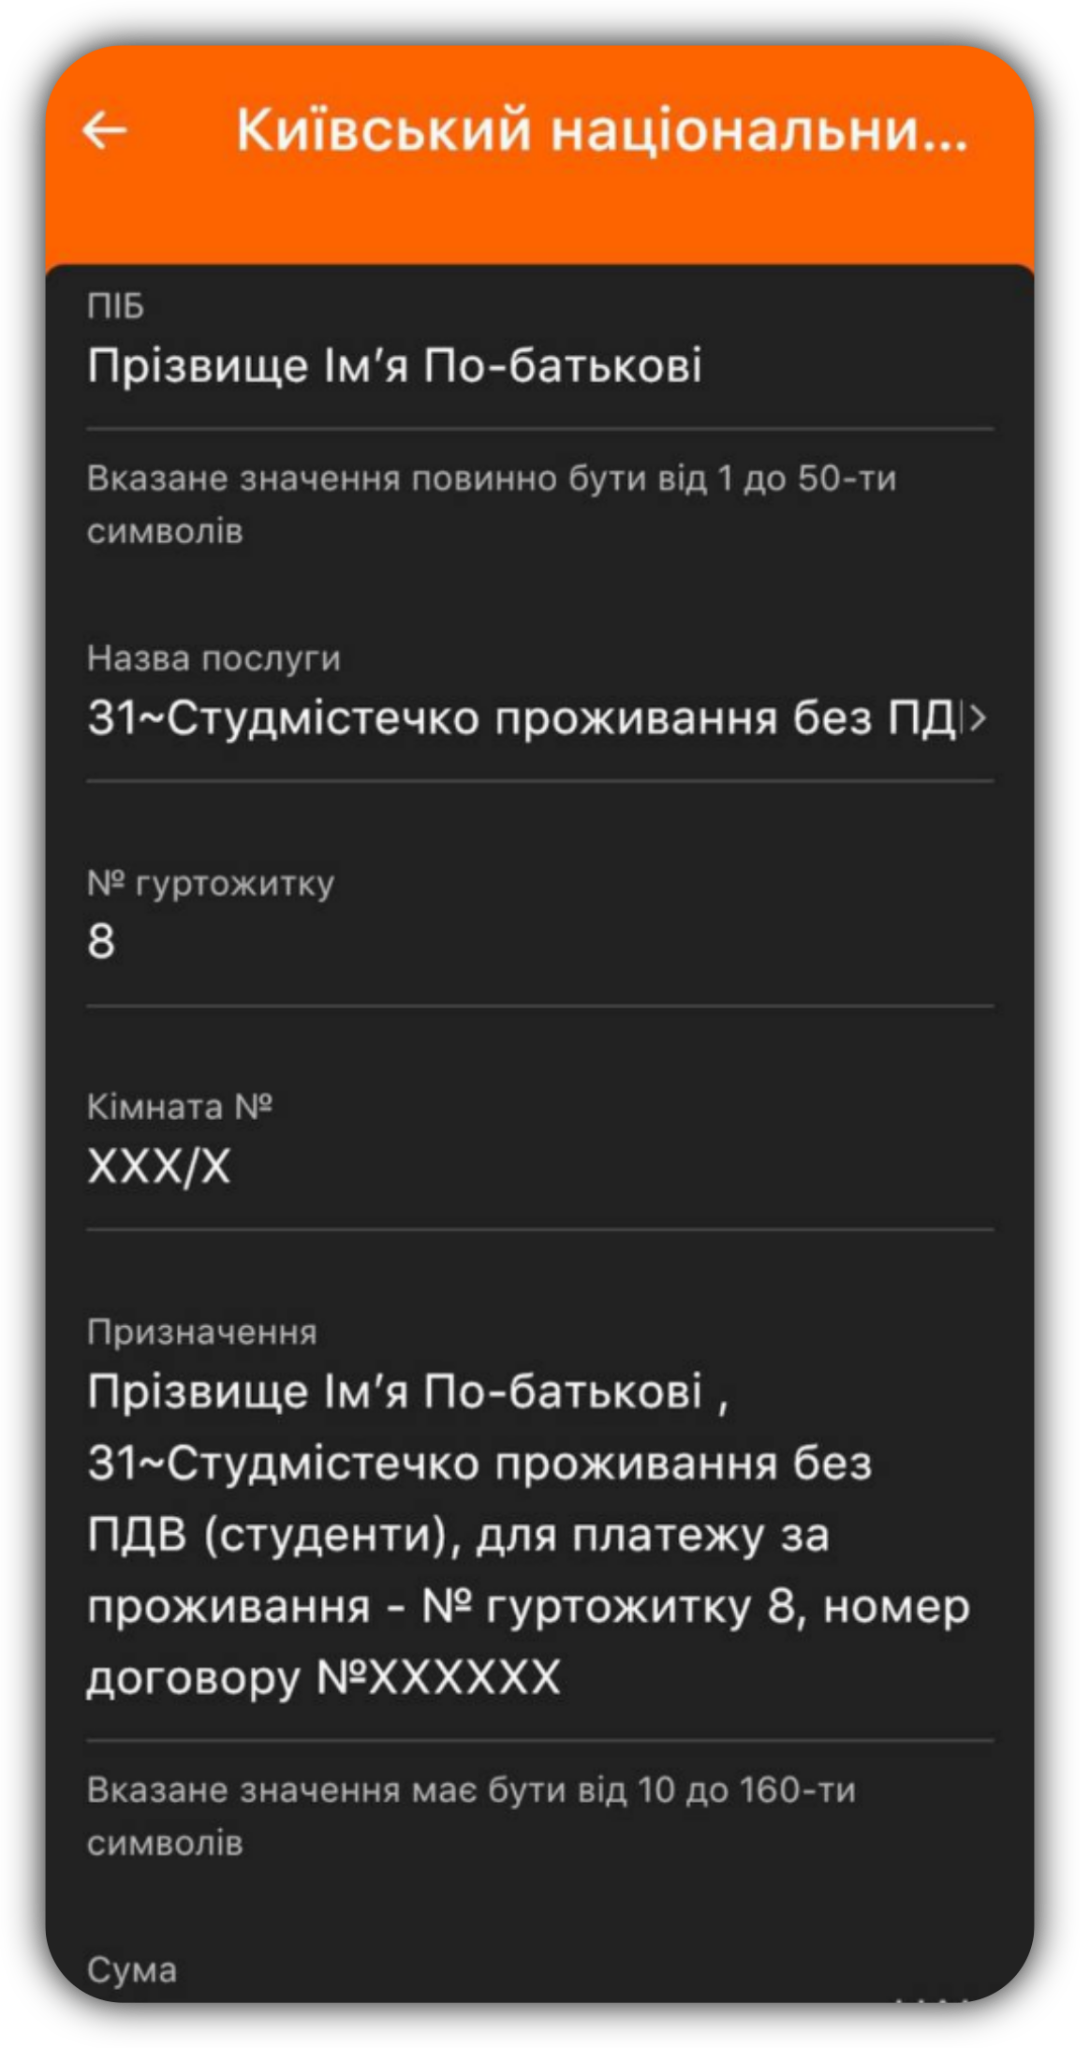 Київський національни...
ПІБ
Прізвище Ім’я По-батькові
Вказане значення повинно бути від 1 до 50-ти
символів
Назва послуги
31~Студмістечко проживання без ПД
№ гуртожитку
8
Кімната №
XXX/X
Призначення
Прізвище Ім’я По-батькові ,
31~Студмістечко проживання без
ПДВ (студенти), для платежу за
проживання - № гуртожитку 8, номер
договору №XXXXXX
Вказане значення має бути від 10 до 160-ти
символів
Сума